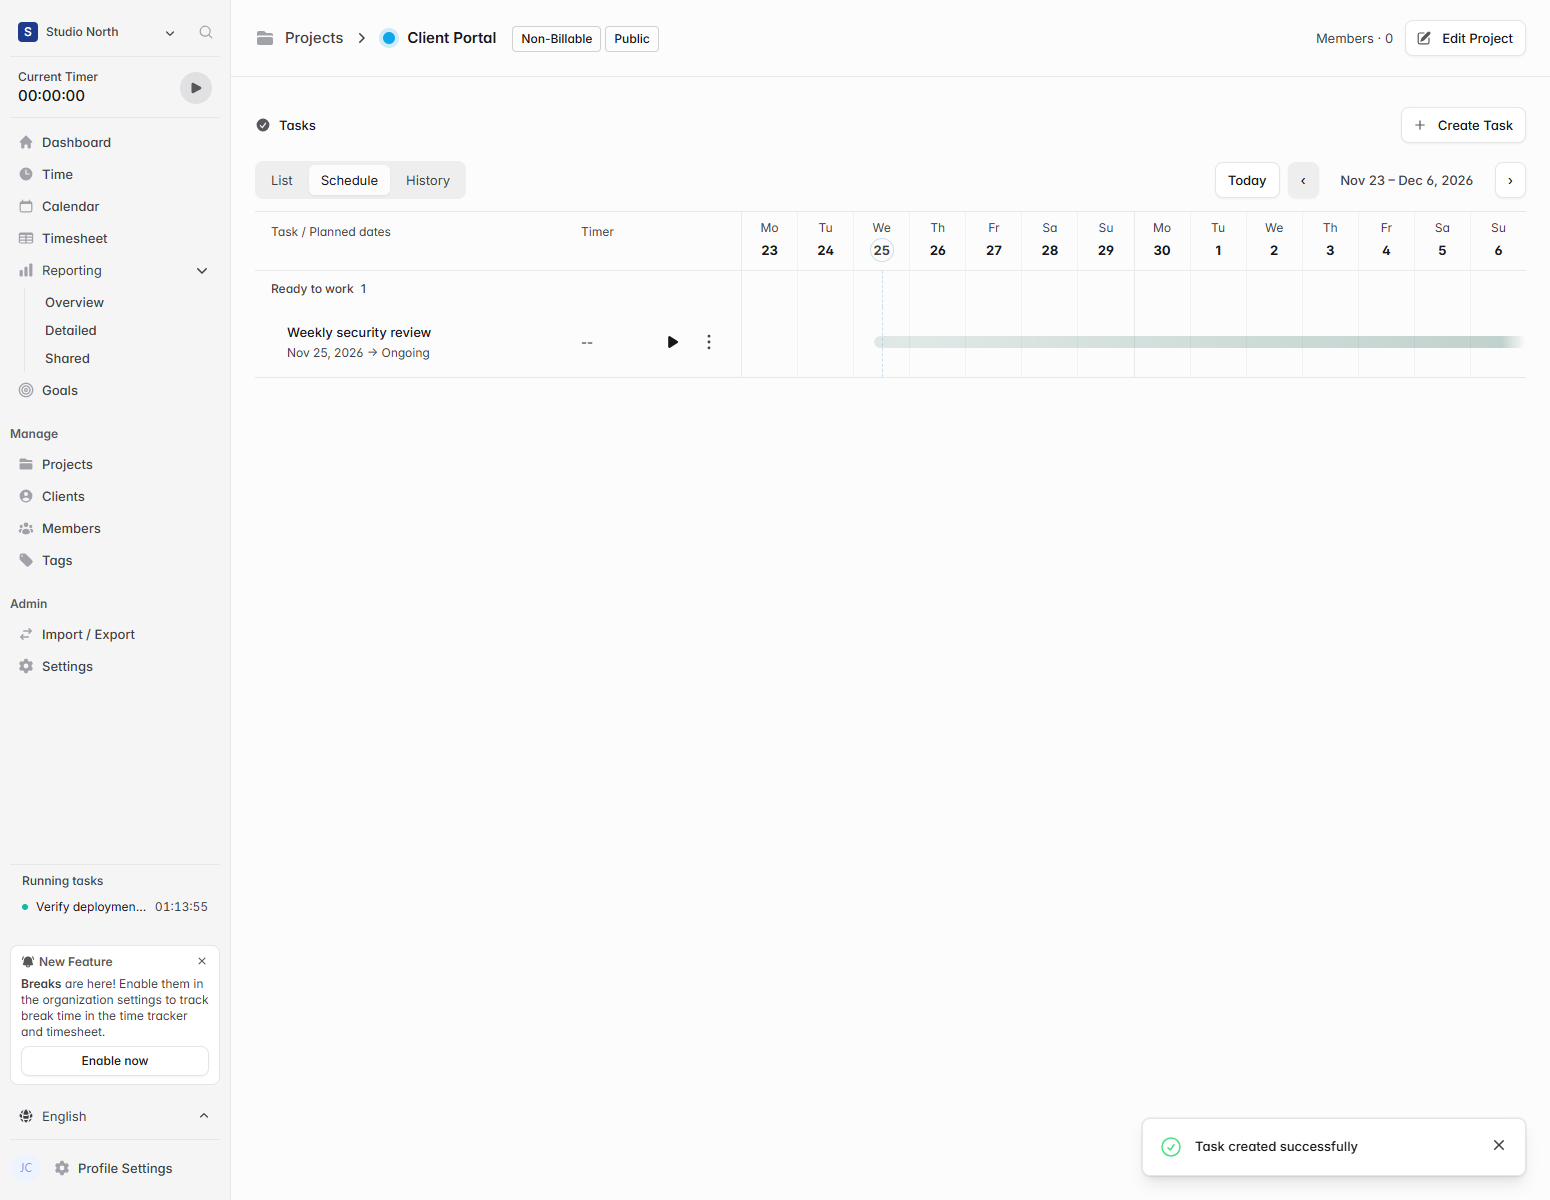 S Studio North
Current Timer
00:00:00
Dashboard
Time
Calendar
Timesheet
Reporting
Overview
Detailed
Shared
Goals
Manage
Projects
Clients
Members
Tags
Admin
Import / Export
Settings
Running tasks
Verify deploymen... 01:13:55
New Feature
Breaks are here! Enable them in
the organization settings to track
break time in the time tracker
and timesheet.
Enable now
English
JC Profile Settings
Projects Client Portal Non-Billable Public
Members · 0 Edit Project
Tasks
Create Task
List Schedule History
Today ‹ Nov 23 – Dec 6, 2026 ›
Task / Planned dates Timer
Mo Tu We Th Fr Sa Su Mo Tu We Th Fr Sa Su
23 24 25 26 27 28 29 30 1 2 3 4 5 6
Ready to work 1
Weekly security review
Nov 25, 2026 → Ongoing
--
Task created successfully